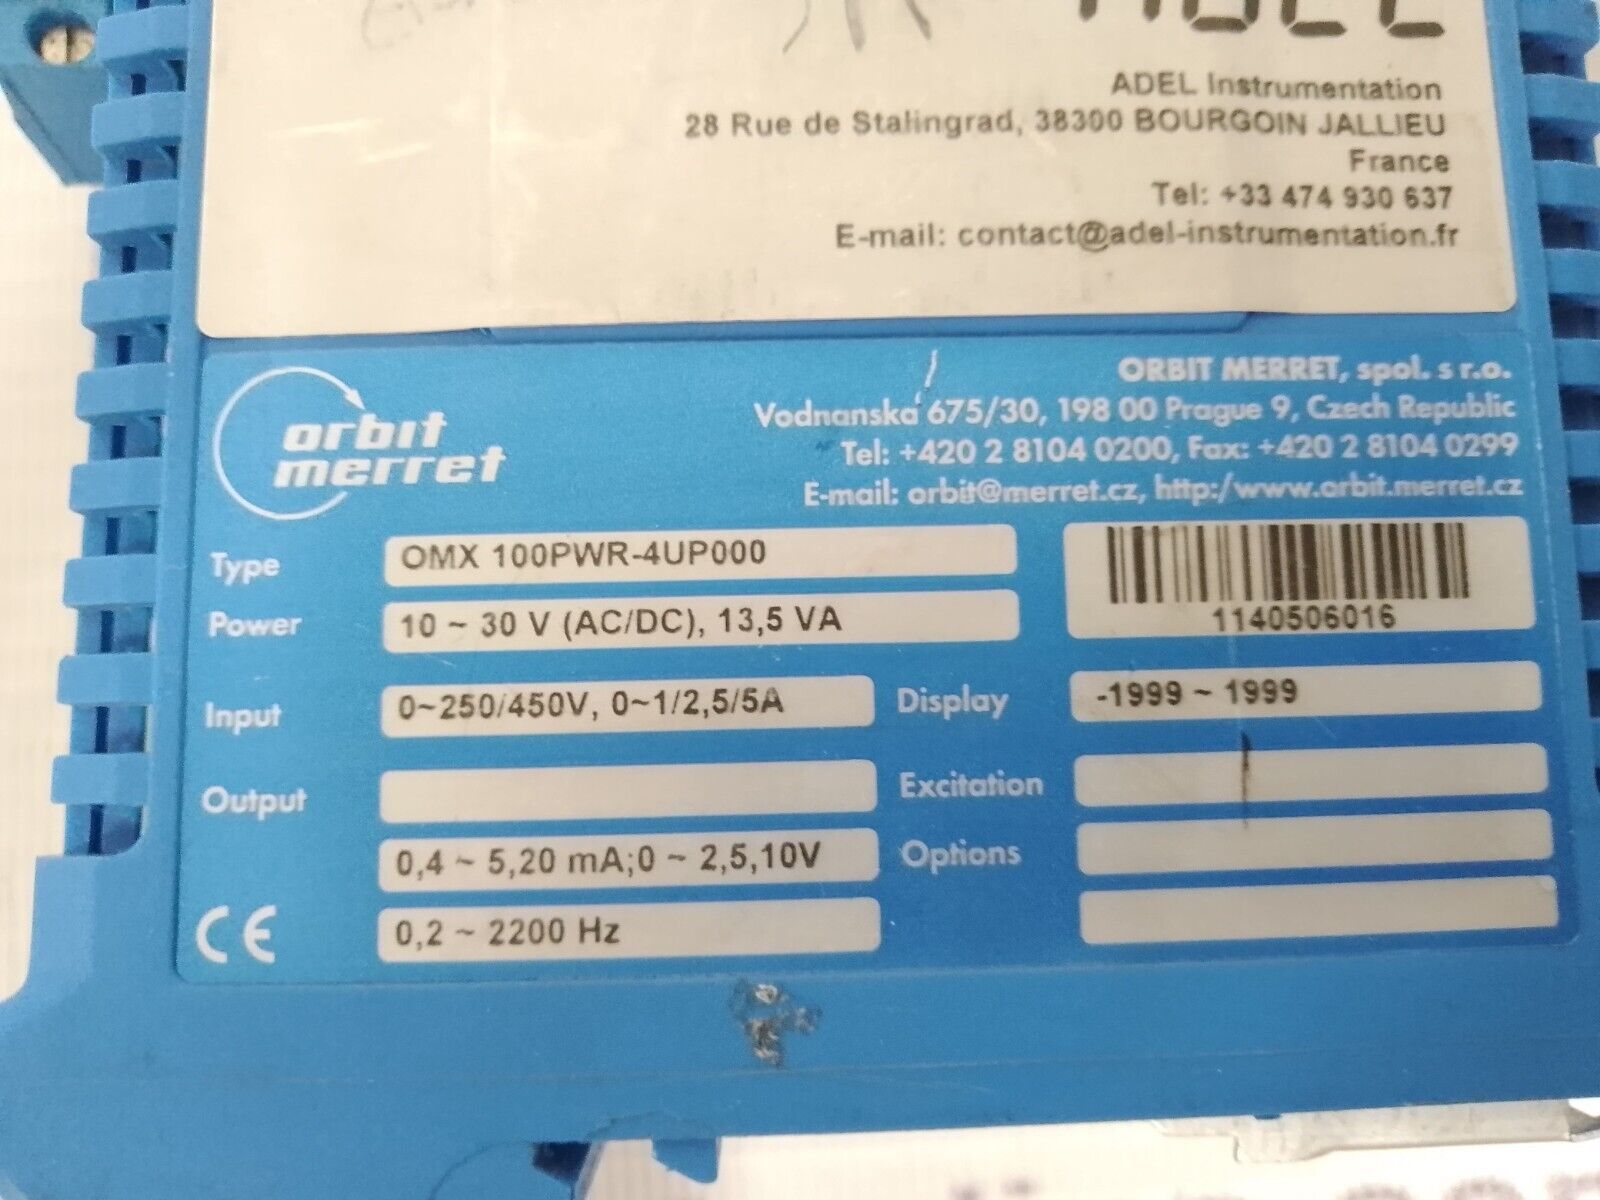 ADEL
ADEL Instrumentation
28 Rue de Stalingrad, 38300 BOURGOIN JALLIEU
France
Tel: +33 474 930 637
E-mail: contact@adel-instrumentation.fr
orbit
merret
ORBIT MERRET, spol. s r.o.
Vodnanská 675/30, 198 00 Prague 9, Czech Republic
Tel: +420 2 8104 0200, Fax: +420 2 8104 0299
E-mail: orbit@merret.cz, http:/www.orbit.merret.cz
Type OMX 100PWR-4UP000
Power 10 ~ 30 V (AC/DC), 13,5 VA
1140506016
Input 0~250/450V, 0~1/2,5/5A Display -1999 ~ 1999
Output Excitation
0,4 ~ 5,20 mA;0 ~ 2,5,10V Options
CE 0,2 ~ 2200 Hz